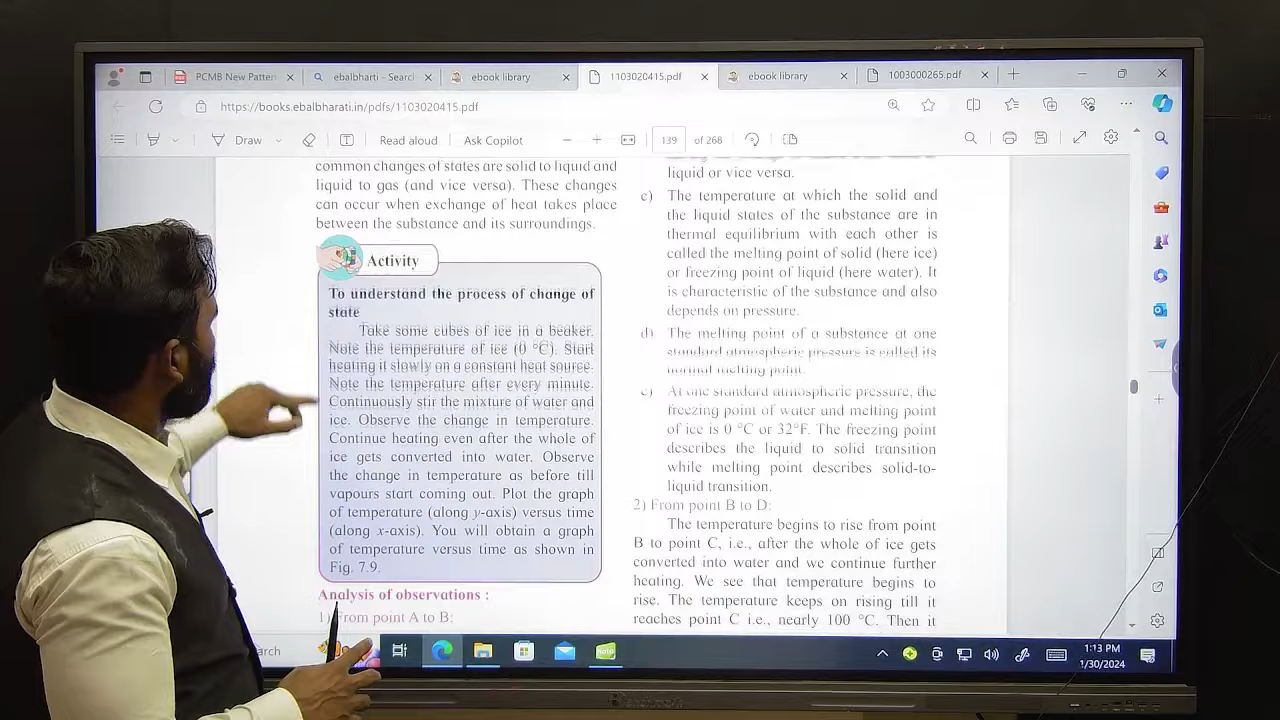 PCMB New Pattern
ebalbharti - Search
ebook library
1103020415.pdf
ebook library
1003000265.pdf
https://books.ebalbharati.in/pdfs/1103020415.pdf
Draw
Read aloud
Ask Copilot
139
of 268
common changes of states are solid to liquid and
liquid to gas (and vice versa). These changes
can occur when exchange of heat takes place
between the substance and its surroundings.
Activity
To understand the process of change of
state
Take some cubes of ice in a beaker.
Note the temperature of ice (0 °C). Start
heating it slowly on a constant heat source.
Note the temperature after every minute.
Continuously stir the mixture of water and
ice. Observe the change in temperature.
Continue heating even after the whole of
ice gets converted into water. Observe
the change in temperature as before till
vapours start coming out. Plot the graph
of temperature (along y-axis) versus time
(along x-axis). You will obtain a graph
of temperature versus time as shown in
Fig. 7.9.
Analysis of observations :
1) From point A to B:
liquid or vice versa.
c) The temperature at which the solid and
the liquid states of the substance are in
thermal equilibrium with each other is
called the melting point of solid (here ice)
or freezing point of liquid (here water). It
is characteristic of the substance and also
depends on pressure.
d) The melting point of a substance at one
standard atmospheric pressure is called its
normal melting point.
e) At one standard atmospheric pressure, the
freezing point of water and melting point
of ice is 0 °C or 32°F. The freezing point
describes the liquid to solid transition
while melting point describes solid-to-
liquid transition.
2) From point B to D:
The temperature begins to rise from point
B to point C, i.e., after the whole of ice gets
converted into water and we continue further
heating. We see that temperature begins to
rise. The temperature keeps on rising till it
reaches point C i.e., nearly 100 °C. Then it
arch
Note
1:13 PM
1/30/2024